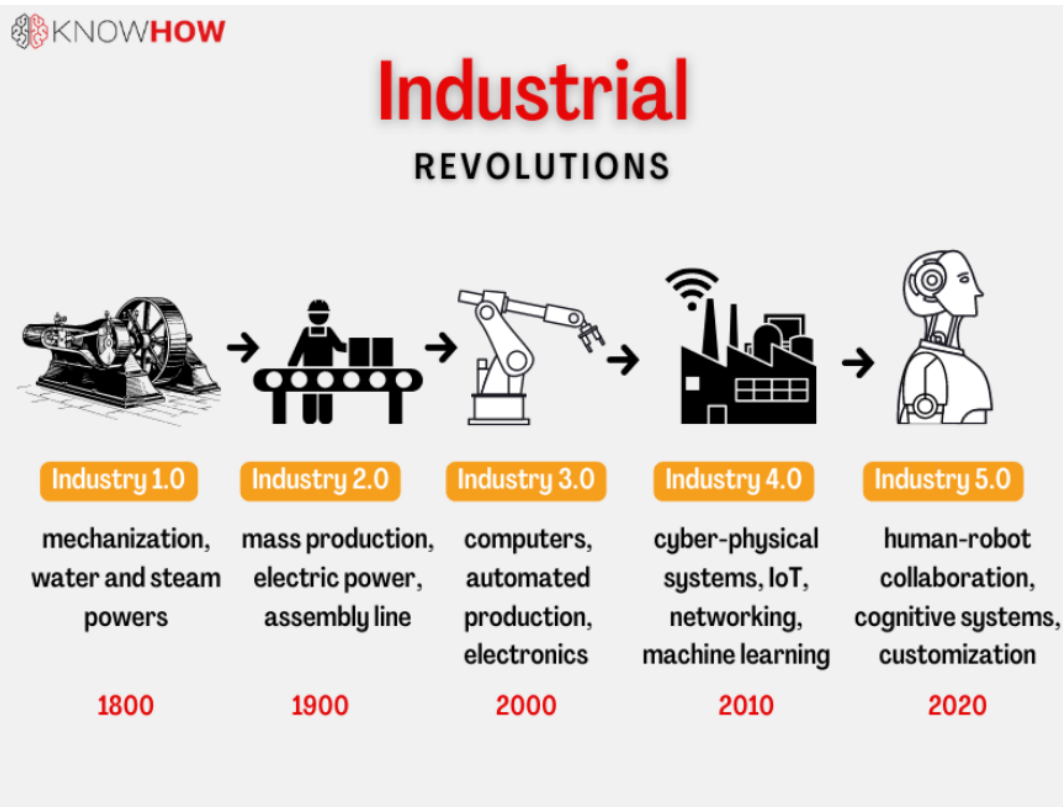 KNOWHOW
Industrial
REVOLUTIONS
Industry 1.0
mechanization,
water and steam
powers
1800
Industry 2.0
mass production,
electric power,
assembly line
1900
Industry 3.0
computers,
automated
production,
electronics
2000
Industry 4.0
cyber-physical
systems, IoT,
networking,
machine learning
2010
Industry 5.0
human-robot
collaboration,
cognitive systems,
customization
2020